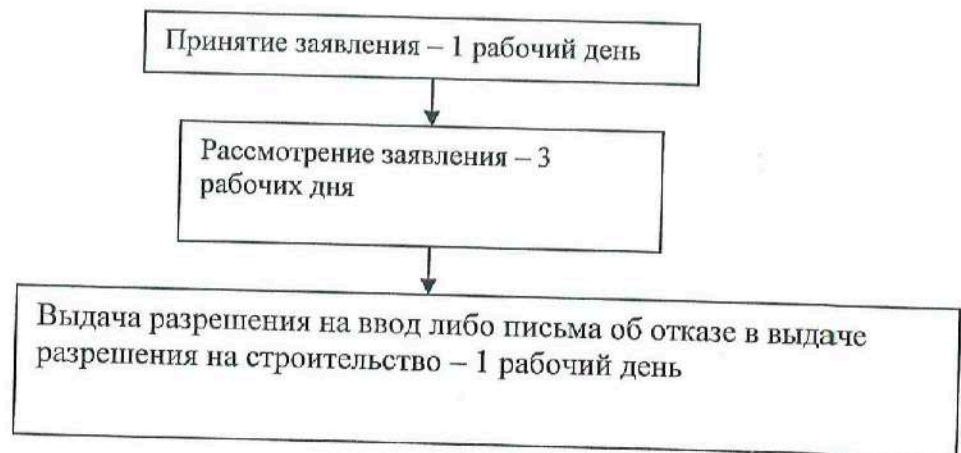 Принятие заявления – 1 рабочий день
Рассмотрение заявления – 3
рабочих дня
Выдача разрешения на ввод либо письма об отказе в выдаче
разрешения на строительство – 1 рабочий день